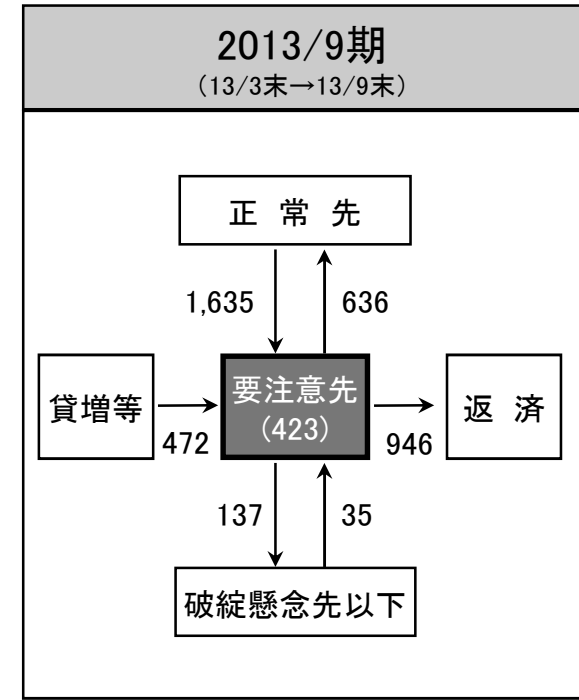 2013/9期
（13/3末→13/9末）
正 常 先
1,635
636
貸増等
472
要注意先
(423)
946
返 済
137
35
破綻懸念先以下